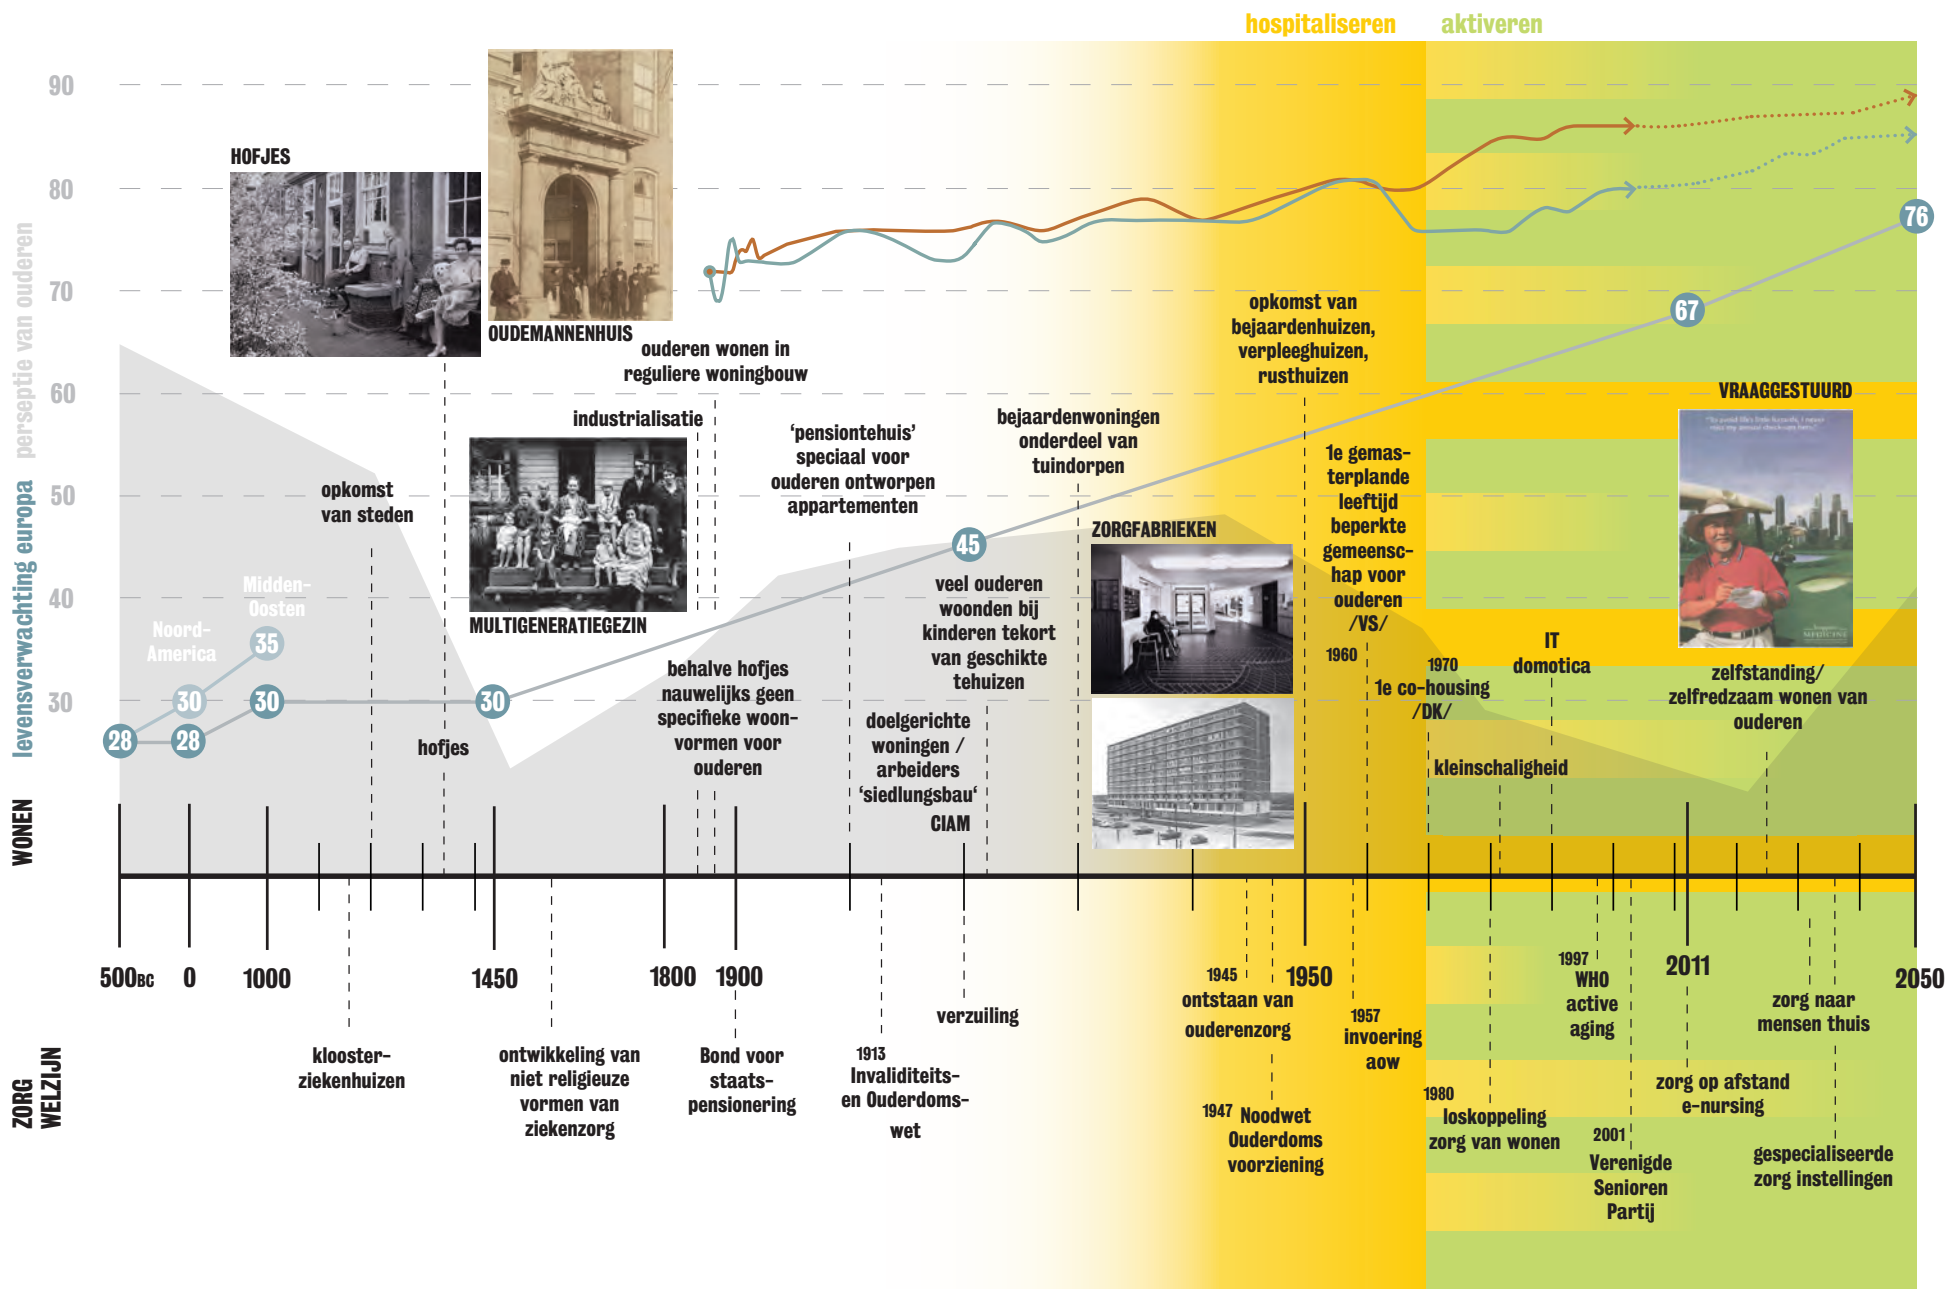 hospitaliseren
aktiveren
90
80
70
60
50
40
30
perseptie van ouderen
levensverwachting europa
WONEN
ZORG
WELZIJN
HOFJES
OUDEMANNENHUIS
ouderen wonen in
reguliere woningbouw
industrialisatie
MULTIGENERATIEGEZIN
opkomst
van steden
Midden-
Oosten
Noord-
America
35
30
30
28
28
30
45
67
76
hofjes
behalve hofjes
nauwelijks geen
specifieke woon-
vormen voor
ouderen
‘pensiontehuis’
speciaal voor
ouderen ontworpen
appartementen
veel ouderen
woonden bij
kinderen tekort
van geschikte
tehuizen
doelgerichte
woningen /
arbeiders
‘siedlungsbau‘
CIAM
bejaardenwoningen
onderdeel van
tuindorpen
ZORGFABRIEKEN
opkomst van
bejaardenhuizen,
verpleeghuizen,
rusthuizen
1e gemas-
terplande
leeftijd
beperkte
gemeensc-
hap voor
ouderen
/VS/
1960
1970
1e co-housing
/DK/
kleinschaligheid
IT
domotica
VRAAGGESTUURD
MEDICINE
zelfstanding/
zelfredzaam wonen van
ouderen
500BC
0
1000
1450
1800
1900
1950
2011
2050
klooster-
ziekenhuizen
ontwikkeling van
niet religieuze
vormen van
ziekenzorg
Bond voor
staats-
pensionering
1913
Invaliditeits-
en Ouderdoms-
wet
verzuiling
1945
ontstaan van
ouderenzorg
1947 Noodwet
Ouderdoms
voorziening
1957
invoering
aow
1980
loskoppeling
zorg van wonen
1997
WHO
active
aging
2001
Verenigde
Senioren
Partij
zorg op afstand
e-nursing
zorg naar
mensen thuis
gespecialiseerde
zorg instellingen